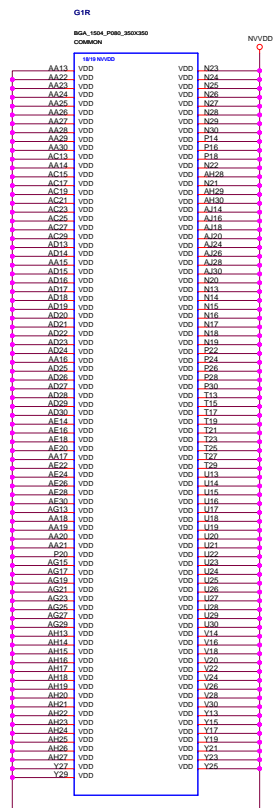 G1R
BGA_1504_P080_350X350
COMMON
NVVDD
18/19 NVVDD
AA13 VDD VDD N23
AA22 VDD VDD N24
AA23 VDD VDD N25
AA24 VDD VDD N26
AA25 VDD VDD N27
AA26 VDD VDD N28
AA27 VDD VDD N29
AA28 VDD VDD N30
AA29 VDD VDD P14
AA30 VDD VDD P16
AC13 VDD VDD P18
AA14 VDD VDD N22
AC15 VDD VDD AH28
AC17 VDD VDD N21
AC19 VDD VDD AH29
AC21 VDD VDD AH30
AC23 VDD VDD AJ14
AC25 VDD VDD AJ16
AC27 VDD VDD AJ18
AC29 VDD VDD AJ20
AD13 VDD VDD AJ24
AD14 VDD VDD AJ26
AA15 VDD VDD AJ28
AD15 VDD VDD AJ30
AD16 VDD VDD N20
AD17 VDD VDD N13
AD18 VDD VDD N14
AD19 VDD VDD N15
AD20 VDD VDD N16
AD21 VDD VDD N17
AD22 VDD VDD N18
AD23 VDD VDD N19
AD24 VDD VDD P22
AA16 VDD VDD P24
AD25 VDD VDD P26
AD26 VDD VDD P28
AD27 VDD VDD P30
AD28 VDD VDD T13
AD29 VDD VDD T15
AD30 VDD VDD T17
AE14 VDD VDD T19
AE16 VDD VDD T21
AE18 VDD VDD T23
AE20 VDD VDD T25
AA17 VDD VDD T27
AE22 VDD VDD T29
AE24 VDD VDD U13
AE26 VDD VDD U14
AE28 VDD VDD U15
AE30 VDD VDD U16
AG13 VDD VDD U17
AA18 VDD VDD U18
AA19 VDD VDD U19
AA20 VDD VDD U20
AA21 VDD VDD U21
P20 VDD VDD U22
AG15 VDD VDD U23
AG17 VDD VDD U24
AG19 VDD VDD U25
AG21 VDD VDD U26
AG23 VDD VDD U27
AG25 VDD VDD U28
AG27 VDD VDD U29
AG29 VDD VDD U30
AH13 VDD VDD V14
AH14 VDD VDD V16
AH15 VDD VDD V18
AH16 VDD VDD V20
AH17 VDD VDD V22
AH18 VDD VDD V24
AH19 VDD VDD V26
AH20 VDD VDD V28
AH21 VDD VDD V30
AH22 VDD VDD Y13
AH23 VDD VDD Y15
AH24 VDD VDD Y17
AH25 VDD VDD Y19
AH26 VDD VDD Y21
AH27 VDD VDD Y23
Y27 VDD VDD Y25
Y29 VDD